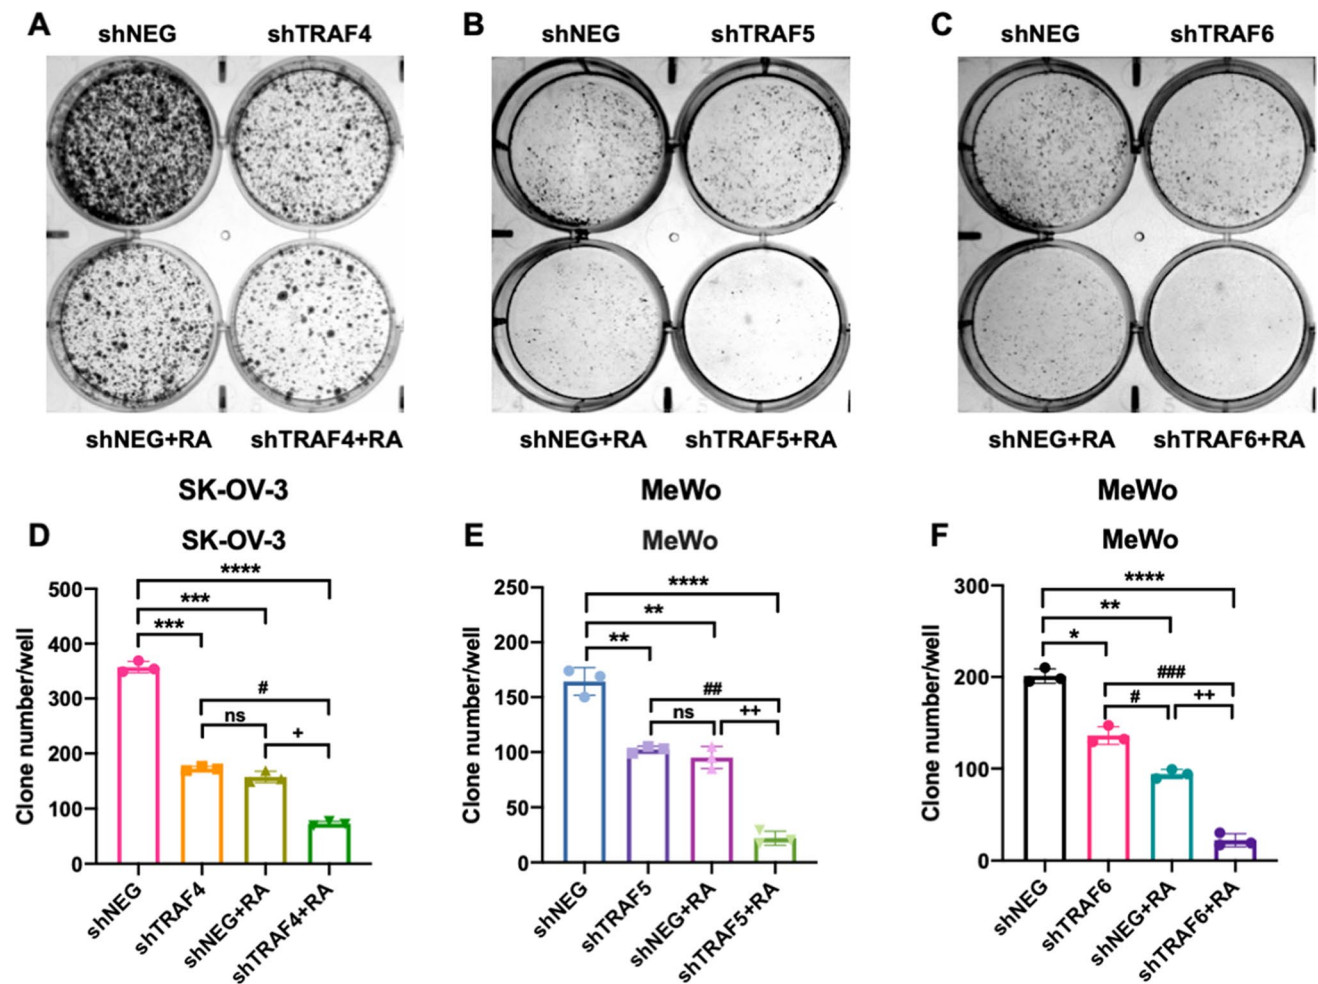 A shNEG shTRAF4
B shNEG shTRAF5
C shNEG shTRAF6
shNEG+RA shTRAF4+RA
shNEG+RA shTRAF5+RA
shNEG+RA shTRAF6+RA
SK-OV-3
MeWo
MeWo
D SK-OV-3
****
***
***
#
ns
+
Clone number/well
500
400
300
200
100
0
shNEG
shTRAF4
shNEG+RA
shTRAF4+RA
E MeWo
****
**
**
##
ns ++
Clone number/well
250
200
150
100
50
0
shNEG
shTRAF5
shNEG+RA
shTRAF5+RA
F MeWo
****
**
*
###
# ++
Clone number/well
300
200
100
0
shNEG
shTRAF6
shNEG+RA
shTRAF6+RA